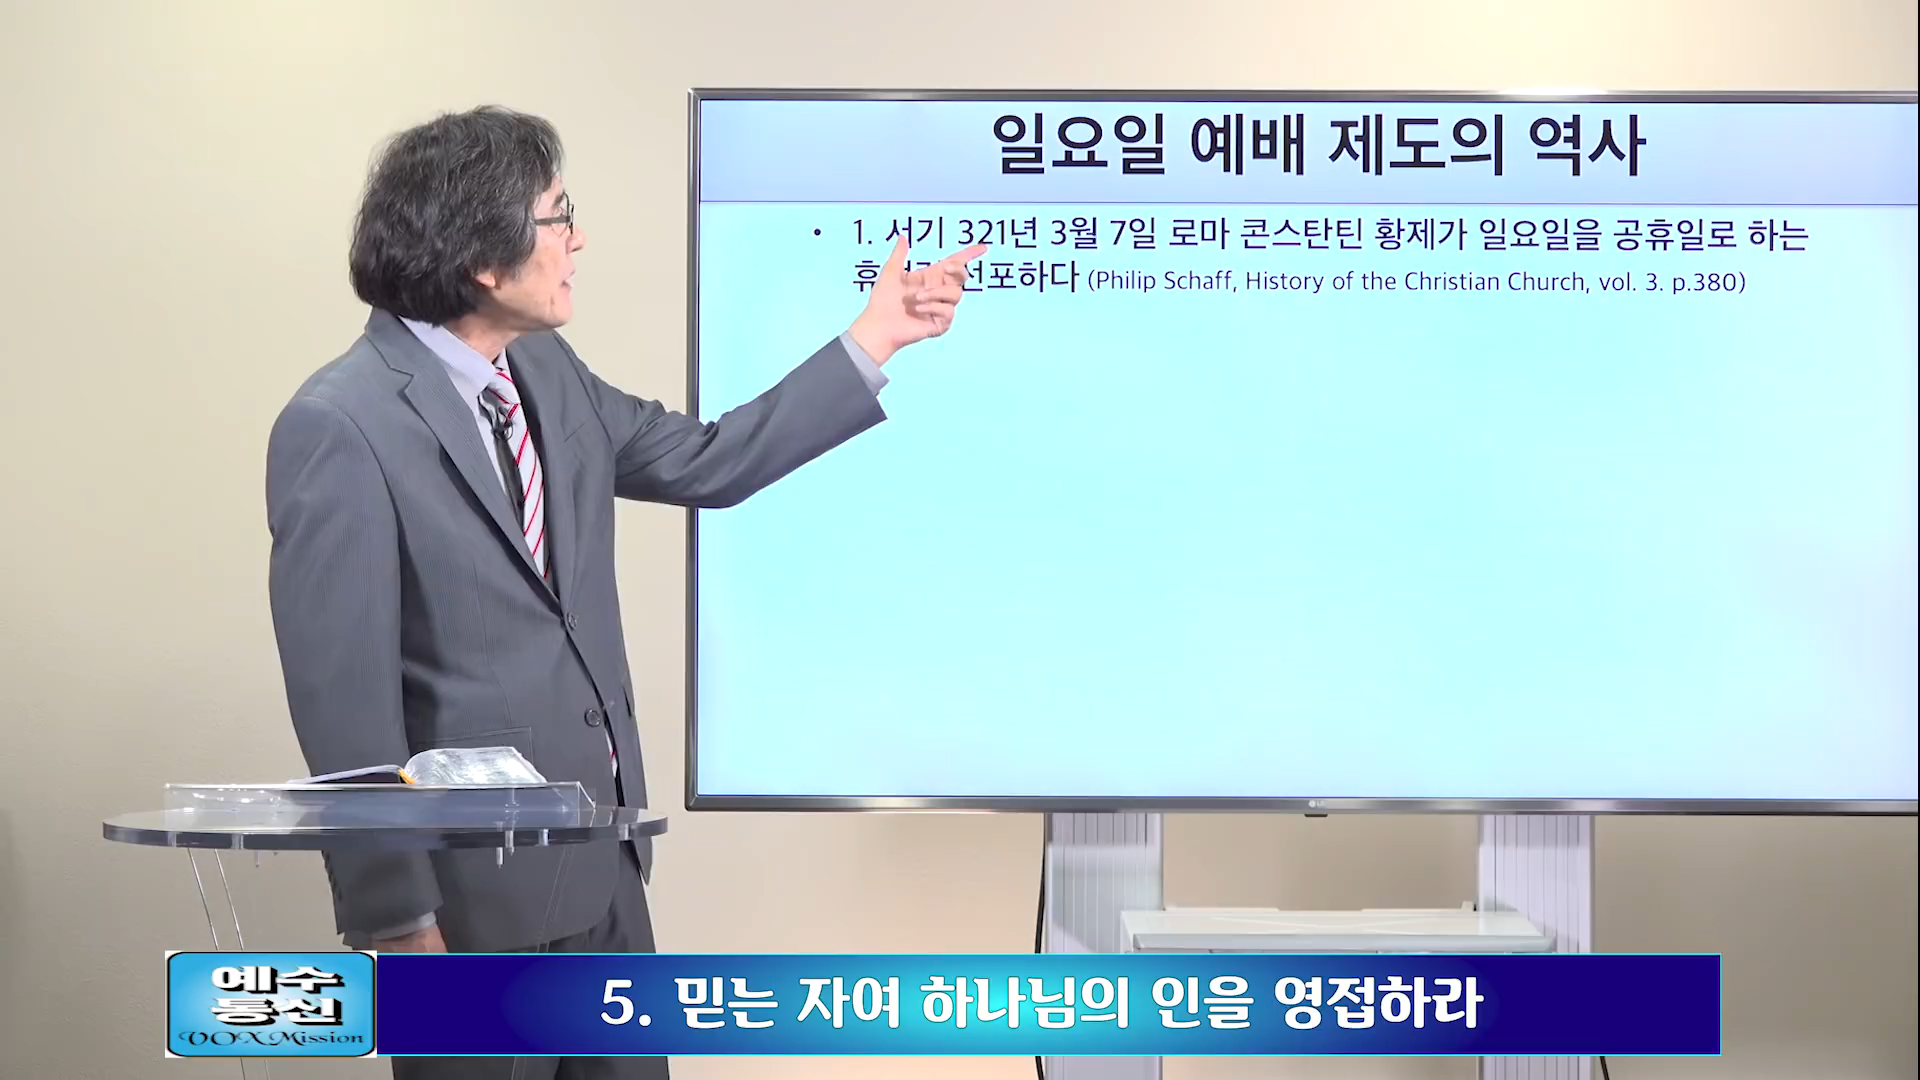 일요일 예배 제도의 역사
• 1. 서기 321년 3월 7일 로마 콘스탄틴 황제가 일요일을 공휴일로 하는
선포하다 (Philip Schaff, History of the Christian Church, vol. 3. p.380)
LG
예수
통신
VOX Mission
5. 믿는 자여 하나님의 인을 영접하라